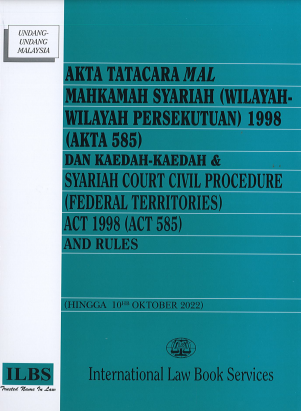 UNDANG-
UNDANG
MALAYSIA
AKTA TATACARA MAL
MAHKAMAH SYARIAH (WILAYAH-
WILAYAH PERSEKUTUAN) 1998
(AKTA 585)
DAN KAEDAH-KAEDAH &
SYARIAH COURT CIVIL PROCEDURE
(FEDERAL TERRITORIES)
ACT 1998 (ACT 585)
AND RULES
(HINGGA 10HB OKTOBER 2022)
ILBS
Trusted Name In Law
International Law Book Services